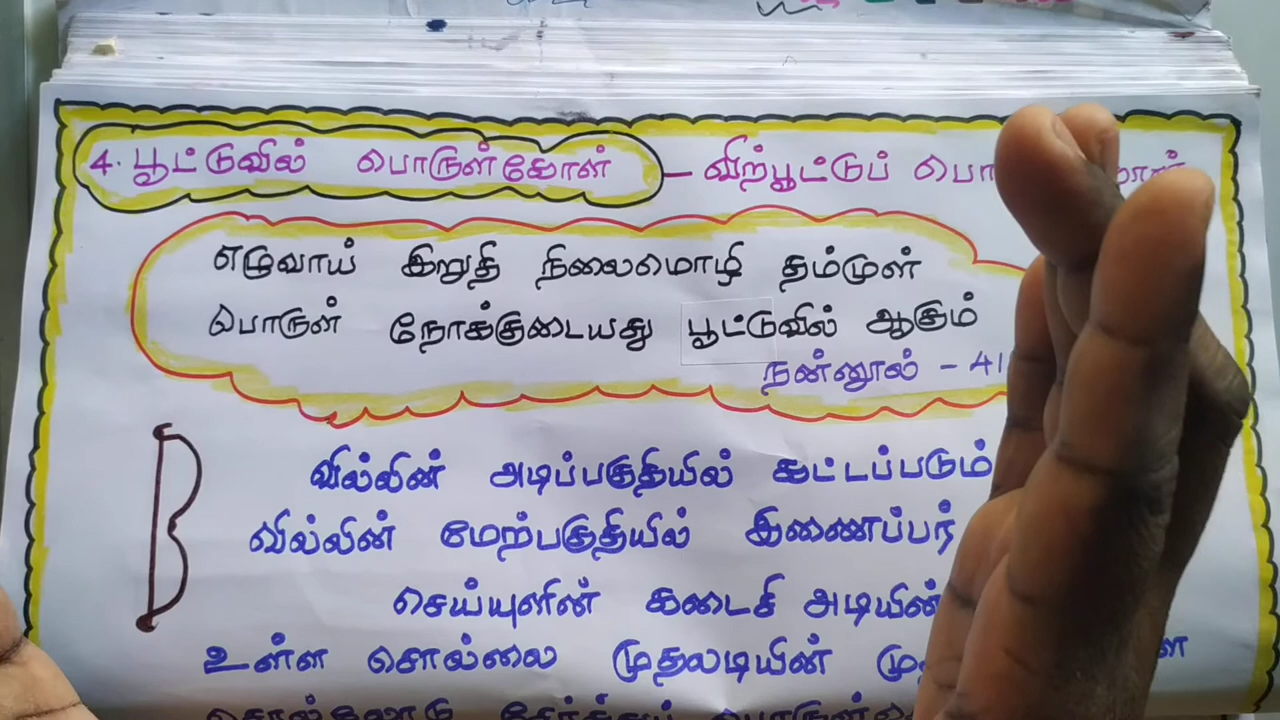 4. பூட்டுவில் பொருள்கோள் – விற்பூட்டுப்
எழுவாய் இறுதி நிலைமொழி தம்முள்
பொருள் நோக்குடையது பூட்டுவில் ஆகும்
நன்னூல் - 41
வில்லின் அடிப்பகுதியில் கட்டப்படும்
வில்லின் மேற்பகுதியில் இணைப்பர்
செய்யுளின் கடைசி அடியின்
உள்ள சொல்லை முதலடியின்